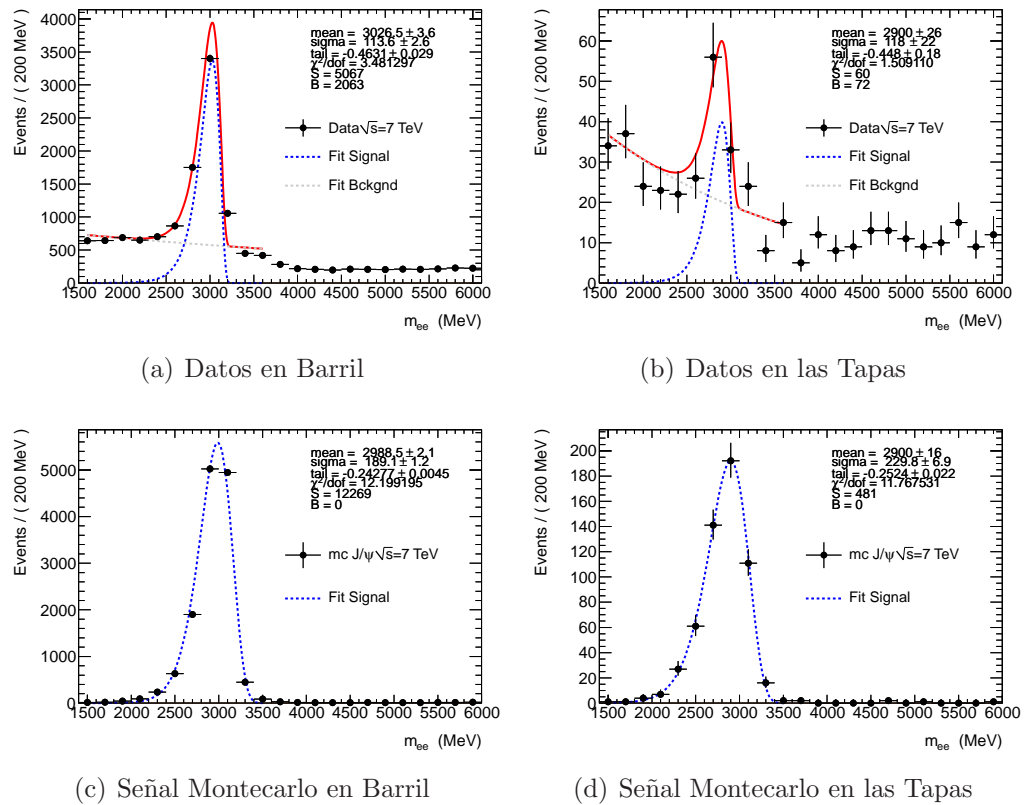 Events / ( 200 MeV )
4000
3500
3000
2500
2000
1500
1000
500
0
mean = 3026.5 ± 3.6
sigma = 113.6 ± 2.6
tail = -0.4631 ± 0.029
χ²/dof = 3.481297
S = 5067
B = 2063
Data√s=7 TeV
Fit Signal
Fit Bckgnd
1500 2000 2500 3000 3500 4000 4500 5000 5500 6000
m_ee (MeV)
(a) Datos en Barril
Events / ( 200 MeV )
60
50
40
30
20
10
0
mean = 2900 ± 26
sigma = 118 ± 22
tail = -0.448 ± 0.18
χ²/dof = 1.509110
S = 60
B = 72
Data√s=7 TeV
Fit Signal
Fit Bckgnd
1500 2000 2500 3000 3500 4000 4500 5000 5500 6000
m_ee (MeV)
(b) Datos en las Tapas
Events / ( 200 MeV )
5000
4000
3000
2000
1000
0
mean = 2988.5 ± 2.1
sigma = 189.1 ± 1.2
tail = -0.24277 ± 0.0045
χ²/dof = 12.199195
S = 12269
B = 0
mc J/ψ√s=7 TeV
Fit Signal
1500 2000 2500 3000 3500 4000 4500 5000 5500 6000
m_ee (MeV)
(c) Señal Montecarlo en Barril
Events / ( 200 MeV )
200
180
160
140
120
100
80
60
40
20
0
mean = 2900 ± 16
sigma = 229.8 ± 6.9
tail = -0.2524 ± 0.022
χ²/dof = 11.767531
S = 481
B = 0
mc J/ψ√s=7 TeV
Fit Signal
1500 2000 2500 3000 3500 4000 4500 5000 5500 6000
m_ee (MeV)
(d) Señal Montecarlo en las Tapas